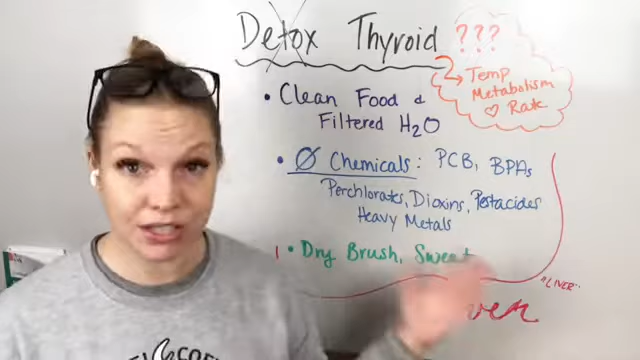 Detox Thyroid ???
Temp
Metabolism
♡ Rate
• Clean Food &
Filtered H2O
• Ø Chemicals: PCB, BPAs
Perchlorates, Dioxins, Pestacides
Heavy Metals
• Dry Brush, Sweat
"LIVER"